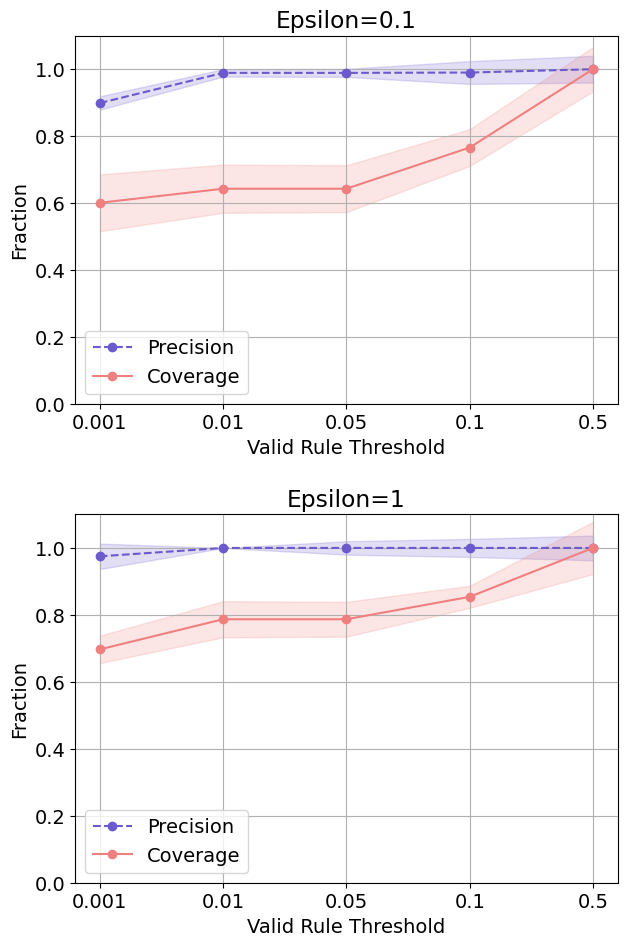 Epsilon=0.1
1.0
0.8
0.6
0.4
0.2
0.0
Fraction
Precision
Coverage
0.001 0.01 0.05 0.1 0.5
Valid Rule Threshold
Epsilon=1
1.0
0.8
0.6
0.4
0.2
0.0
Fraction
Precision
Coverage
0.001 0.01 0.05 0.1 0.5
Valid Rule Threshold